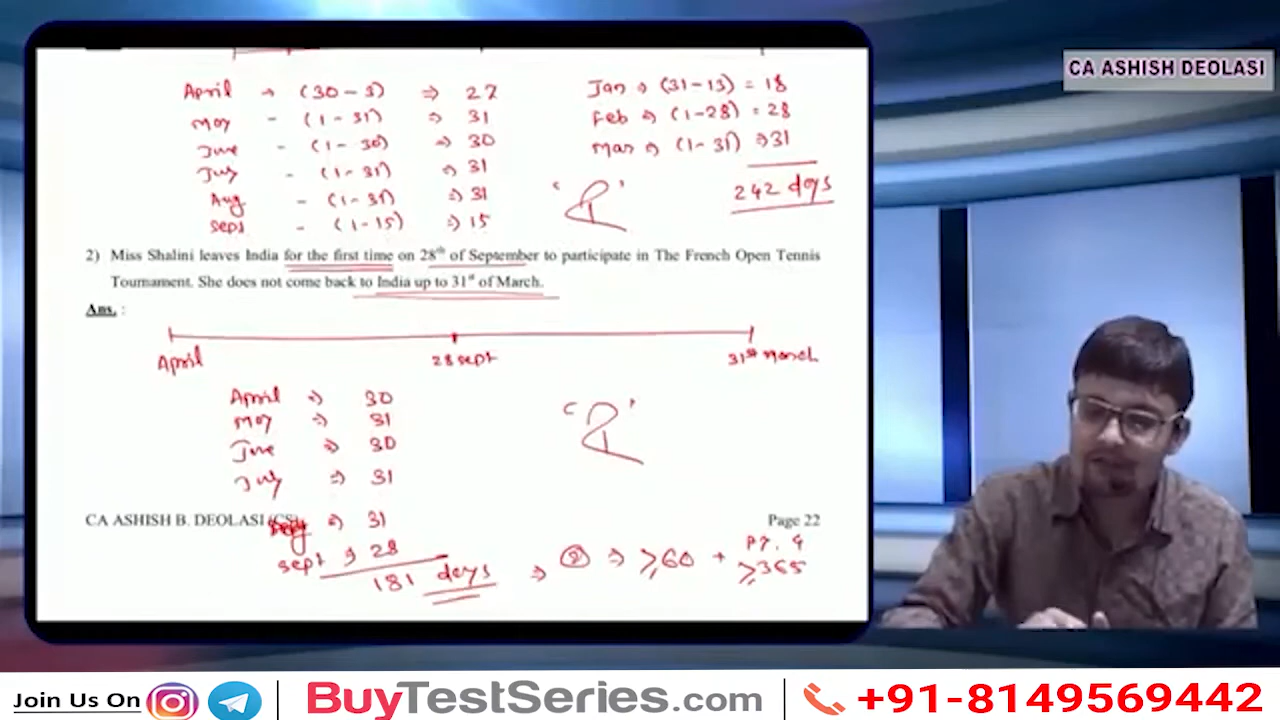 CA ASHISH DEOLASI
April → (30-3) ⇒ 27
May - (1-31) ⇒ 31
June - (1-30) ⇒ 30
July - (1-31) ⇒ 31
Aug - (1-31) ⇒ 31
Sept - (1-15) ⇒ 15
Jan ⇒ (31-13) = 18
Feb ⇒ (1-28) = 28
Mar ⇒ (1-31) ⇒ 31
242 days
'R'
2) Miss Shalini leaves India for the first time on 28th of September to participate in The French Open Tennis
Tournament. She does not come back to India up to 31st of March.
Ans. :
April 28 sept 31st March
April ⇒ 30
May ⇒ 31
June ⇒ 30
July ⇒ 31
'R'
CA ASHISH B. DEOLASI ⇒ 31 Page 22
sept ⇒ 28
181 days ⇒ ② ⇒ ≥60 + PY. 4
≥365
Join Us On BuyTestSeries.com +91-8149569442